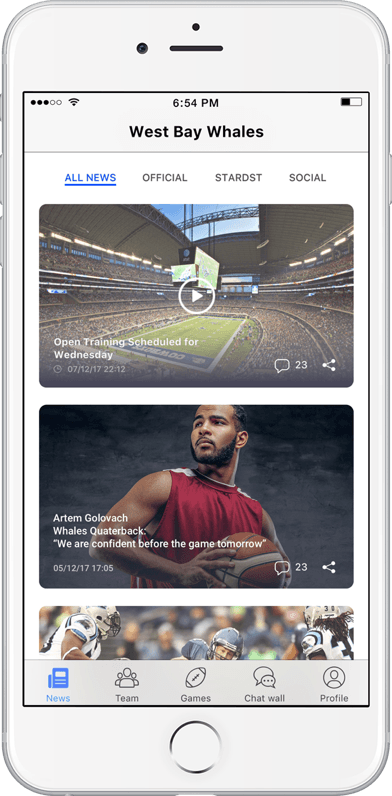 6:54 PM
West Bay Whales
ALL NEWS OFFICIAL STARDST SOCIAL
Open Training Scheduled for
Wednesday
07/12/17 22:12 23
Artem Golovach
Whales Quaterback:
“We are confident before the game tomorrow”
05/12/17 17:05 23
News Team Games Chat wall Profile